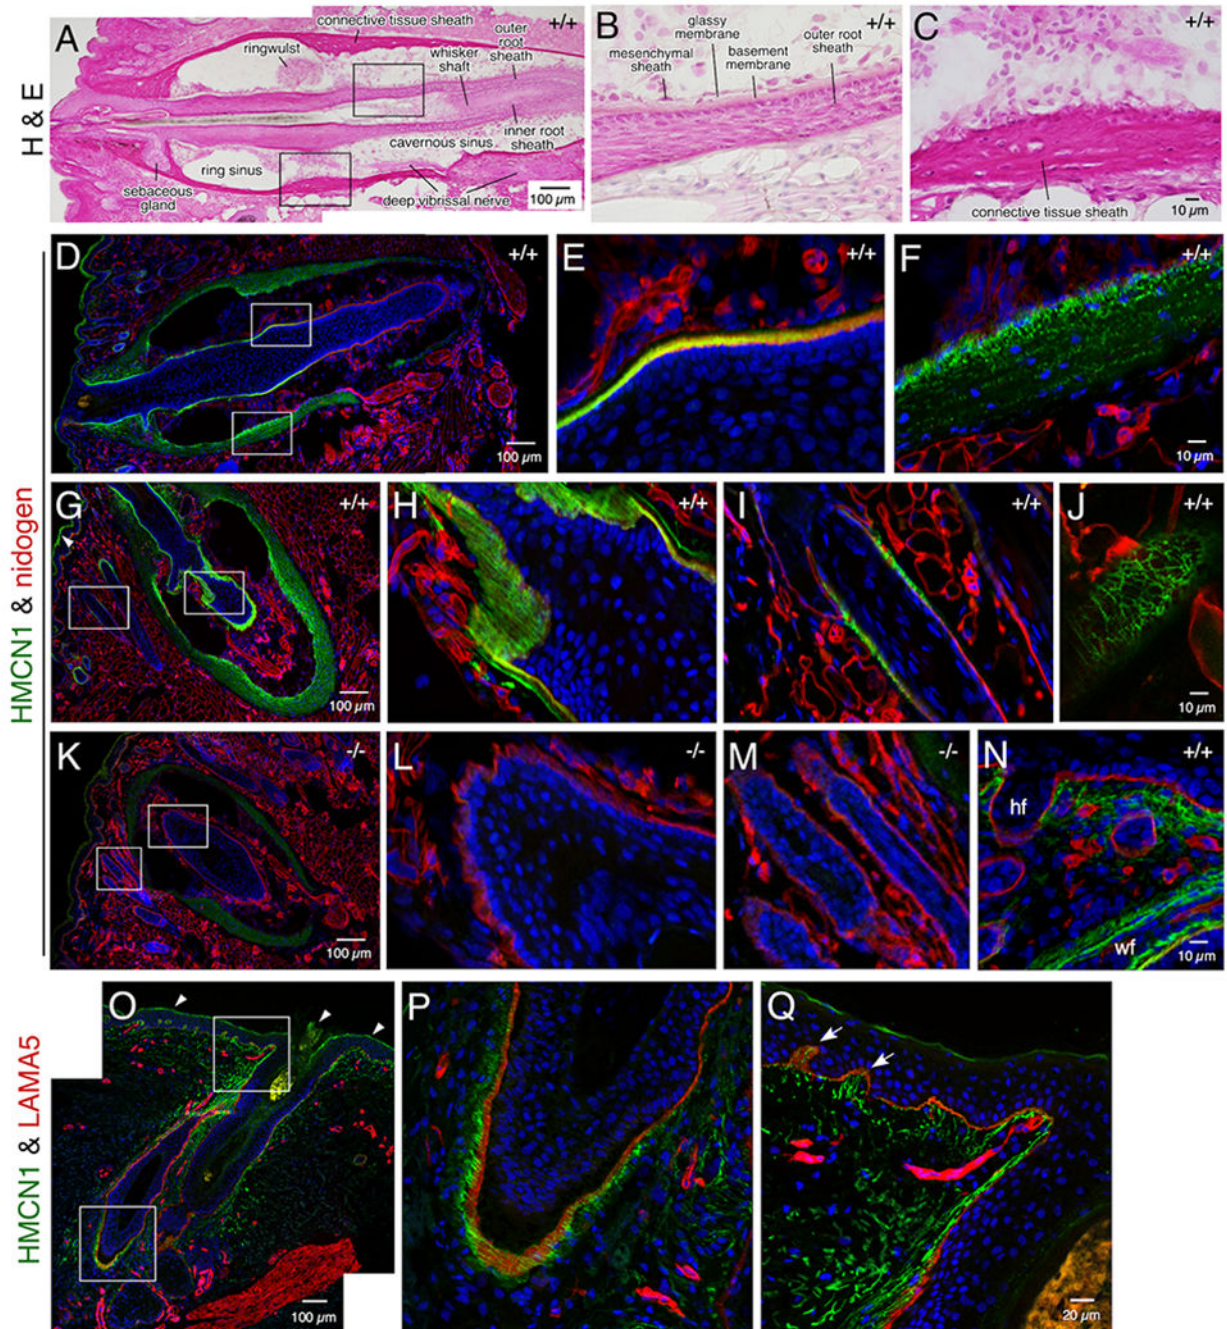 H & E
A
connective tissue sheath
+/+
ringwulst
whisker
shaft
outer
root
sheath
inner root
sheath
cavernous sinus
ring sinus
sebaceous
gland
deep vibrissal nerve
100 µm
B
+/+
glassy
membrane
outer root
sheath
mesenchymal
sheath
basement
membrane
C
+/+
connective tissue sheath
10 µm
HMCN1 & nidogen
D
+/+
100 µm
E
+/+
F
+/+
10 µm
G
+/+
100 µm
H
+/+
I
+/+
J
+/+
10 µm
K
-/-
100 µm
L
-/-
M
-/-
N
+/+
hf
wf
10 µm
HMCN1 & LAMA5
O
100 µm
P
Q
20 µm